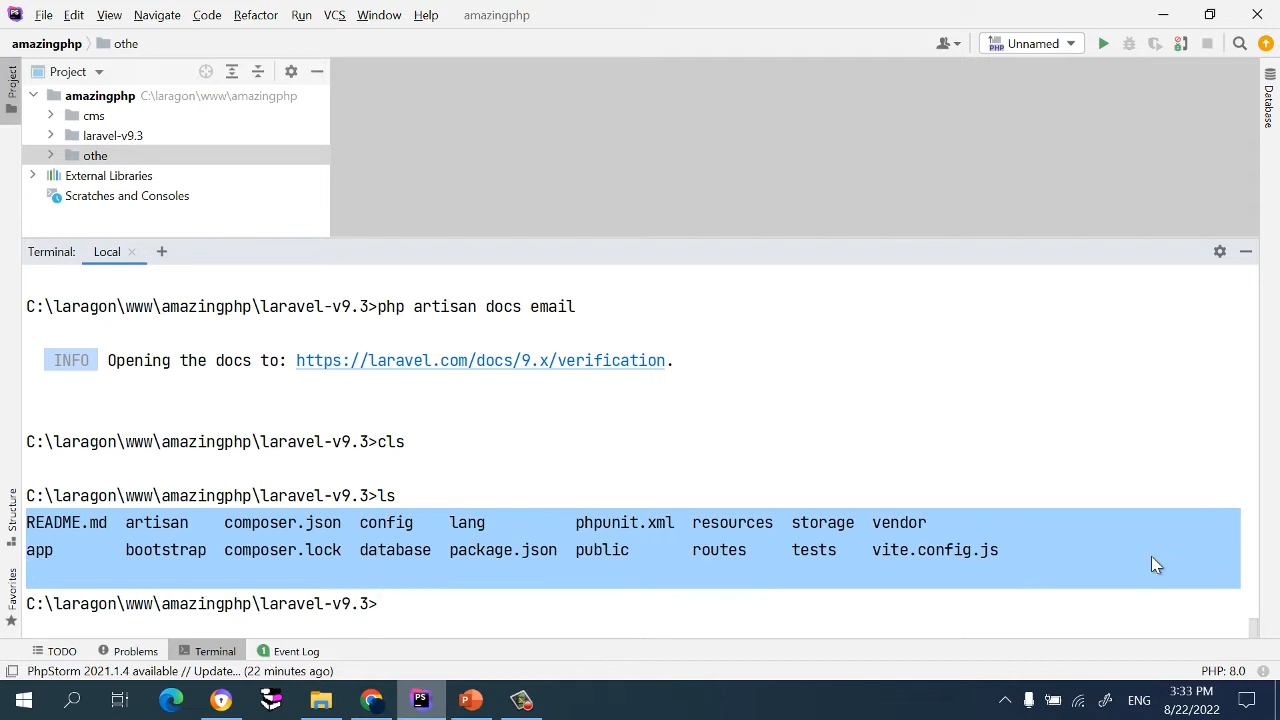 File Edit View Navigate Code Refactor Run VCS Window Help amazingphp
amazingphp othe Unnamed
Project
amazingphp C:\laragon\www\amazingphp
cms
laravel-v9.3
othe
External Libraries
Scratches and Consoles
Project
Database
Terminal: Local
C:\laragon\www\amazingphp\laravel-v9.3>php artisan docs email
INFO Opening the docs to: https://laravel.com/docs/9.x/verification.
C:\laragon\www\amazingphp\laravel-v9.3>cls
C:\laragon\www\amazingphp\laravel-v9.3>ls
README.md artisan composer.json config lang phpunit.xml resources storage vendor
app bootstrap composer.lock database package.json public routes tests vite.config.js
C:\laragon\www\amazingphp\laravel-v9.3>
Structure
Favorites
TODO Problems Terminal 1 Event Log
PhpStorm 2021.1.4 available // Update... (22 minutes ago) PHP: 8.0
ENG 3:33 PM
8/22/2022